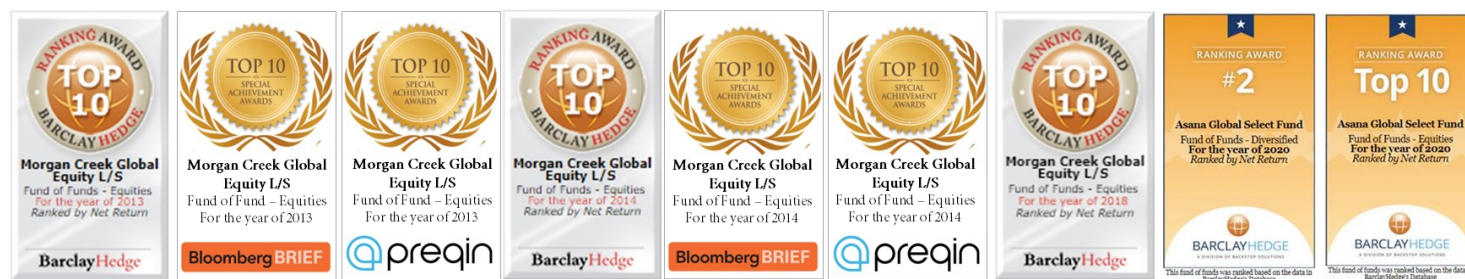 RANKING AWARD
TOP
10
BARCLAY HEDGE
Morgan Creek Global
Equity L/S
Fund of Funds - Equities
For the year of 2013
Ranked by Net Return
BarclayHedge
TOP 10
SPECIAL
ACHIEVEMENT
AWARDS
Morgan Creek Global
Equity L/S
Fund of Fund – Equities
For the year of 2013
Bloomberg BRIEF
TOP 10
SPECIAL
ACHIEVEMENT
AWARDS
Morgan Creek Global
Equity L/S
Fund of Fund – Equities
For the year of 2013
preqin
RANKING AWARD
TOP
10
BARCLAY HEDGE
Morgan Creek Global
Equity L/S
Fund of Funds - Equities
For the year of 2014
Ranked by Net Return
BarclayHedge
TOP 10
SPECIAL
ACHIEVEMENT
AWARDS
Morgan Creek Global
Equity L/S
Fund of Fund – Equities
For the year of 2014
Bloomberg BRIEF
TOP 10
SPECIAL
ACHIEVEMENT
AWARDS
Morgan Creek Global
Equity L/S
Fund of Fund – Equities
For the year of 2014
preqin
RANKING AWARD
TOP
10
BARCLAY HEDGE
Morgan Creek Global
Equity L/S
Fund of Funds - Equities
For the year of 2018
Ranked by Net Return
BarclayHedge
RANKING AWARD
#2
Asana Global Select Fund
Fund of Funds - Diversified
For the year of 2020
Ranked by Net Return
BARCLAYHEDGE
A DIVISION OF BACKSTOP SOLUTIONS
This fund of funds was ranked based on the data in
BarclayHedge's Database
RANKING AWARD
Top 10
Asana Global Select Fund
Fund of Funds - Equities
For the year of 2020
Ranked by Net Return
BARCLAYHEDGE
A DIVISION OF BACKSTOP SOLUTIONS
This fund of funds was ranked based on the data
BarclayHedge's Database